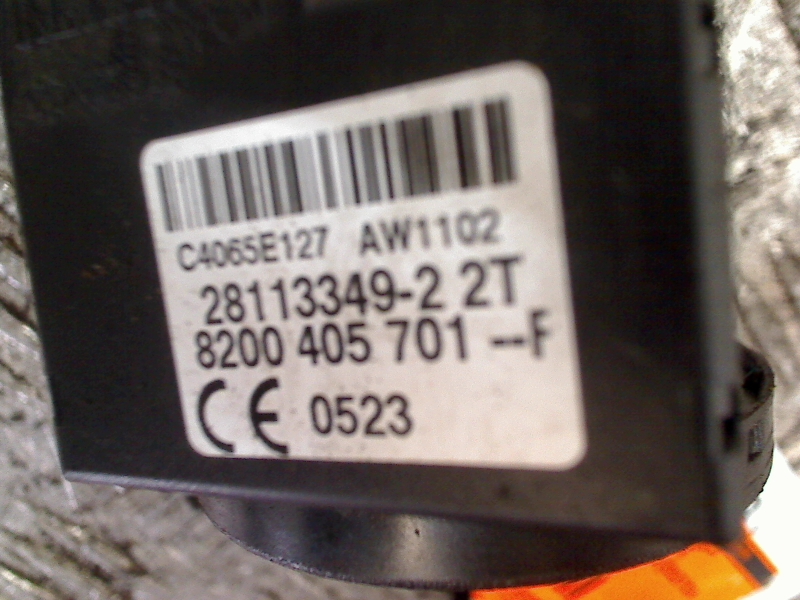 C4065E127 AW1102
28113349-2 2T
8200 405 701 --F
CE 0523